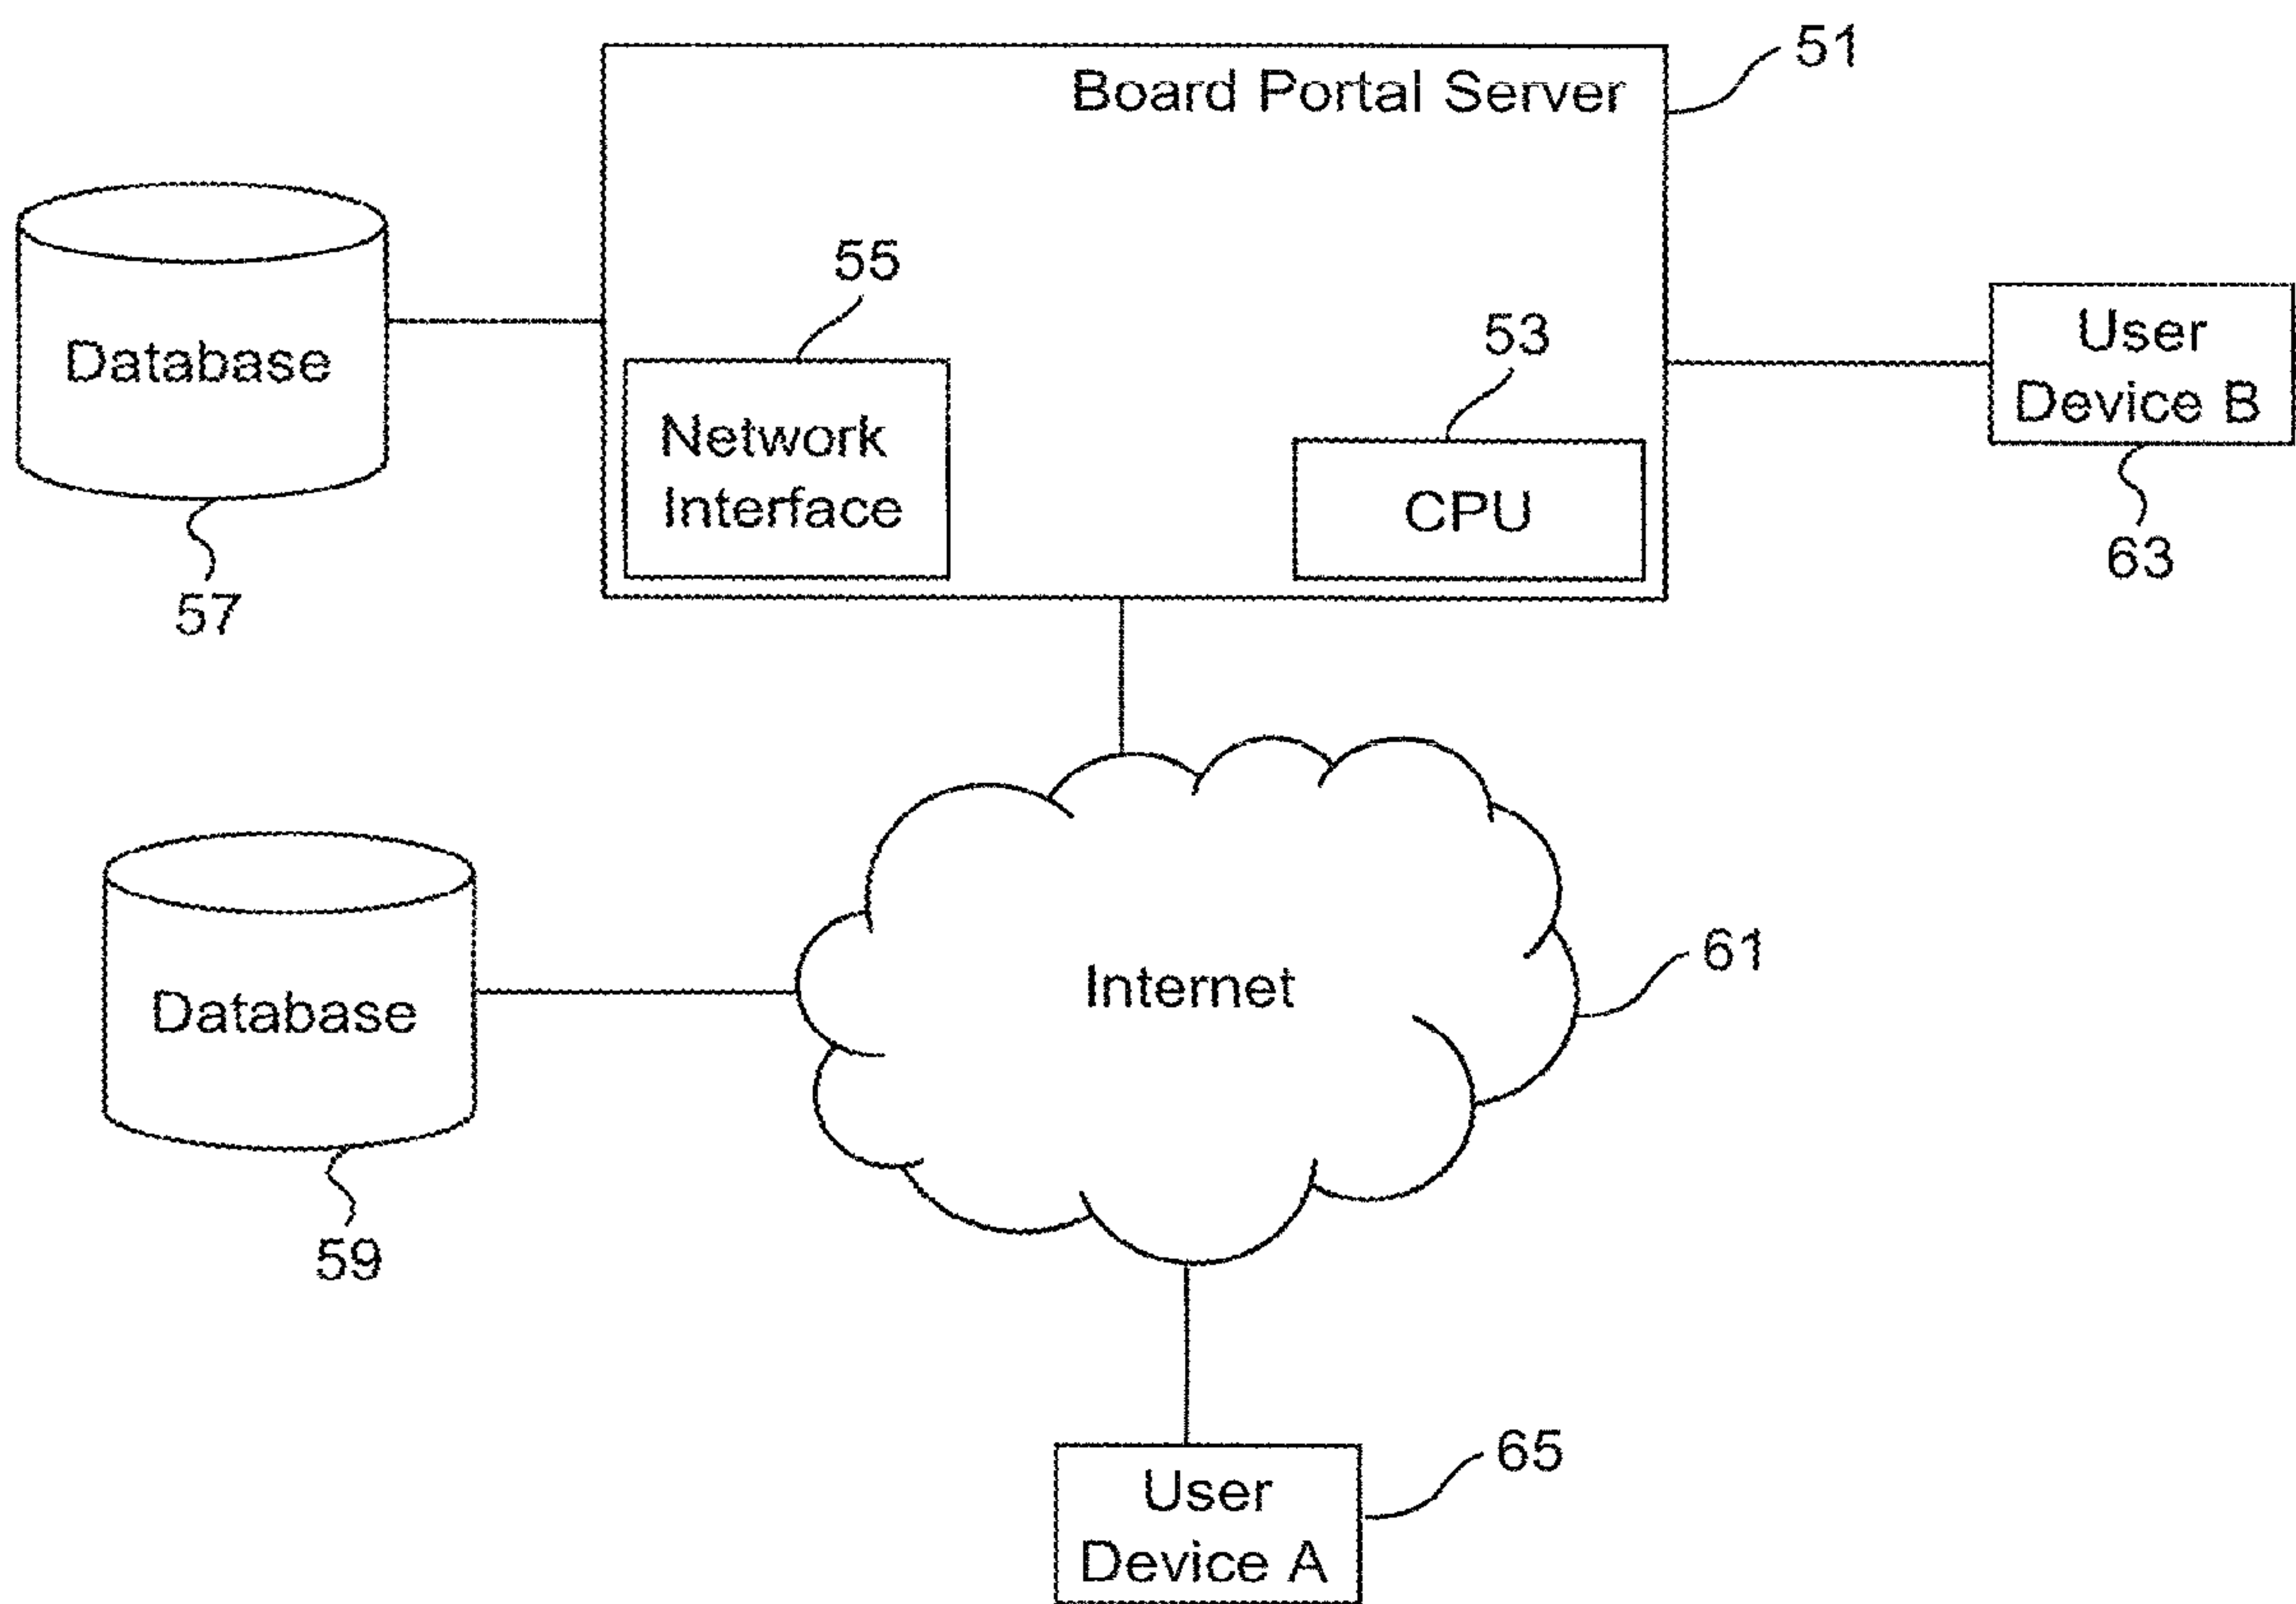 Board Portal Server
51
55
53
Database
Network
Interface
CPU
User
Device B
57
63
Internet
61
Database
59
65
User
Device A